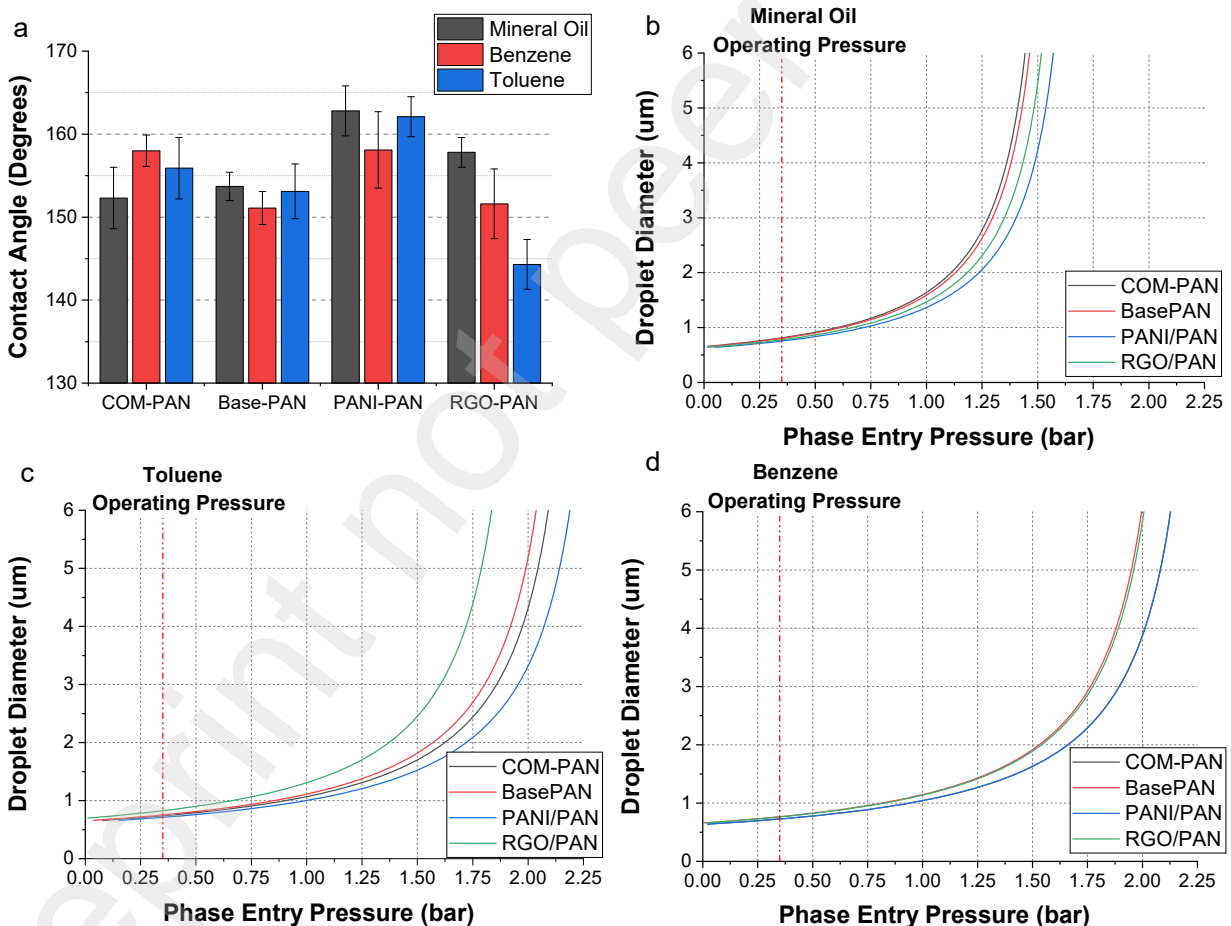 a
Mineral Oil
Benzene
Toluene
Contact Angle (Degrees)
170
160
150
140
130
COM-PAN Base-PAN PANI-PAN RGO-PAN
b
Mineral Oil
Operating Pressure
Droplet Diameter (um)
6
5
4
3
2
1
0
COM-PAN
BasePAN
PANI/PAN
RGO/PAN
0.00 0.25 0.50 0.75 1.00 1.25 1.50 1.75 2.00 2.25
Phase Entry Pressure (bar)
c
Toluene
Operating Pressure
Droplet Diameter (um)
6
5
4
3
2
1
0
COM-PAN
BasePAN
PANI/PAN
RGO/PAN
0.00 0.25 0.50 0.75 1.00 1.25 1.50 1.75 2.00 2.25
Phase Entry Pressure (bar)
d
Benzene
Operating Pressure
Droplet Diameter (um)
6
5
4
3
2
1
0
COM-PAN
BasePAN
PANI/PAN
RGO/PAN
0.00 0.25 0.50 0.75 1.00 1.25 1.50 1.75 2.00 2.25
Phase Entry Pressure (bar)
eprint not peer